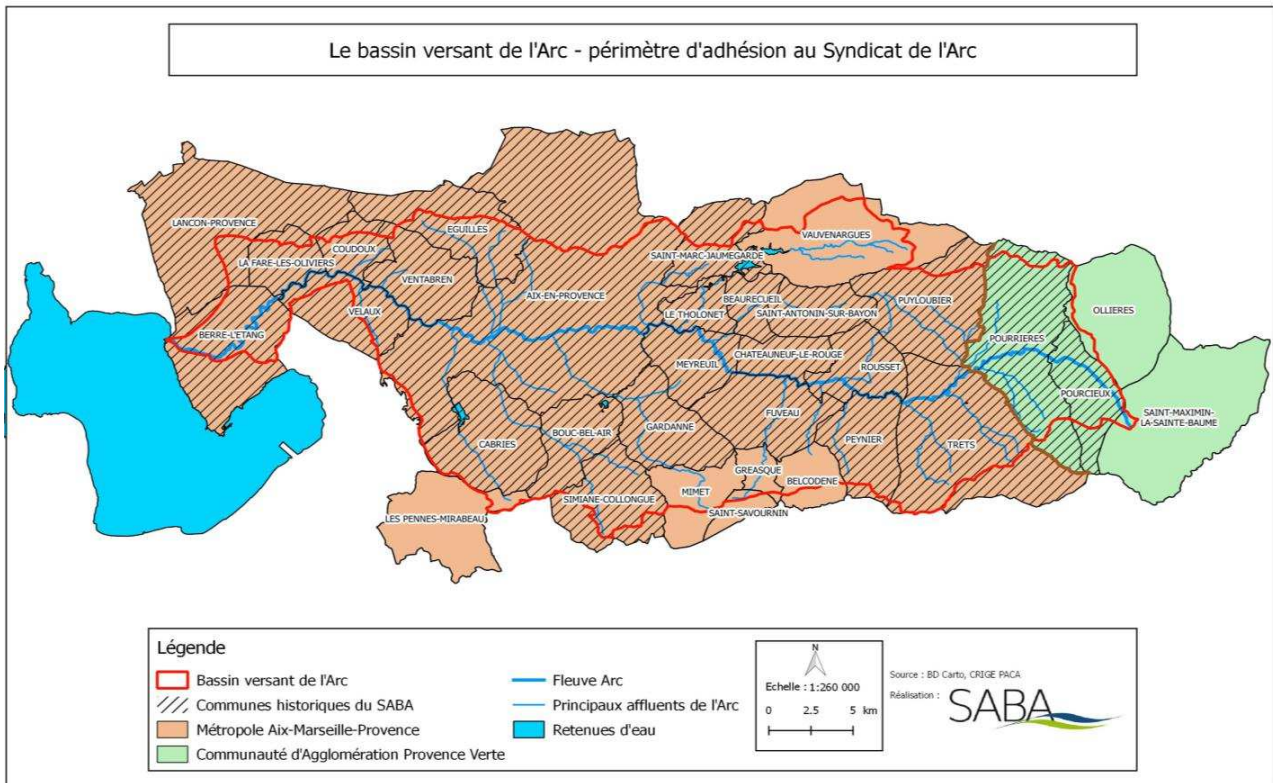 Le bassin versant de l'Arc - périmètre d'adhésion au Syndicat de l'Arc
LANCON-PROVENCE
EGUILLES
COUDOUX
LA FARE-LES-OLIVIERS
VENTABREN
VELAUX
BERRE-L'ETANG
AIX-EN-PROVENCE
SAINT-MARC-JAUMEGARDE
VAUVENARGUES
BEAURECUEIL
LE THOLONET
SAINT-ANTONIN-SUR-BAYON
PUYLOUBIER
OLLIERES
POURRIERES
MEYREUIL
CHATEAUNEUF-LE-ROUGE
ROUSSET
POURCIEUX
SAINT-MAXIMIN-
LA-SAINTE-BAUME
FUVEAU
CABRIES
BOUC-BEL-AIR
GARDANNE
PEYNIER
TRETS
GREASQUE
BELCODENE
MIMET
SIMIANE-COLLONGUE
SAINT-SAVOURNIN
LES PENNES-MIRABEAU
Légende
Bassin versant de l'Arc
Communes historiques du SABA
Métropole Aix-Marseille-Provence
Communauté d'Agglomération Provence Verte
Fleuve Arc
Principaux affluents de l'Arc
Retenues d'eau
N
Echelle : 1:260 000
0 2.5 5 km
Source : BD Carto, CRIGE PACA
Réalisation :
SABA